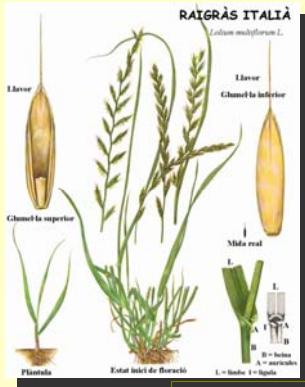 RAIGRÀS ITALIÀ
Lolium multiflorum L.
Llavor
Glumel·la superior
Llavor
Glumel·la inferior
Mida real
Plàntula
Estat inici de floració
L
A
B
L
I
A
B
B = beina
A = aurícules
L = limbe I = lígula